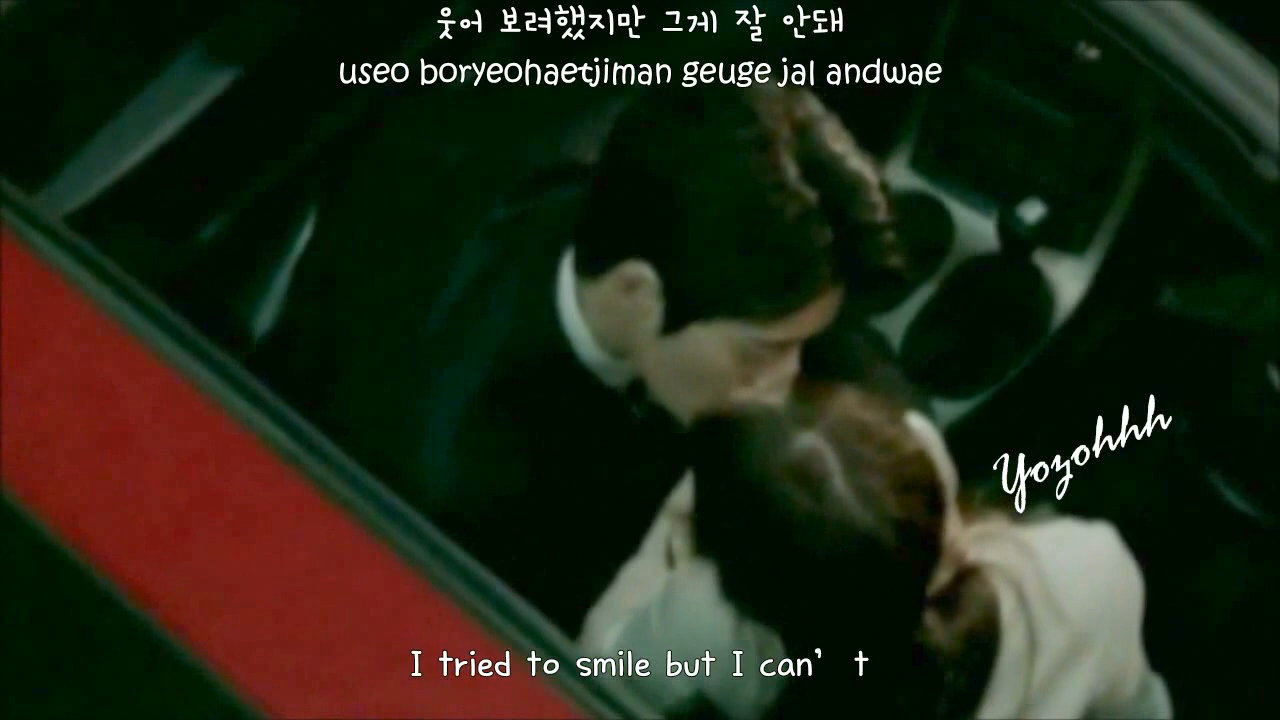 웃어 보려했지만 그게 잘 안돼
useo boryeohaetjiman geuge jal andwae
Yozohhh
I tried to smile but I can’ t